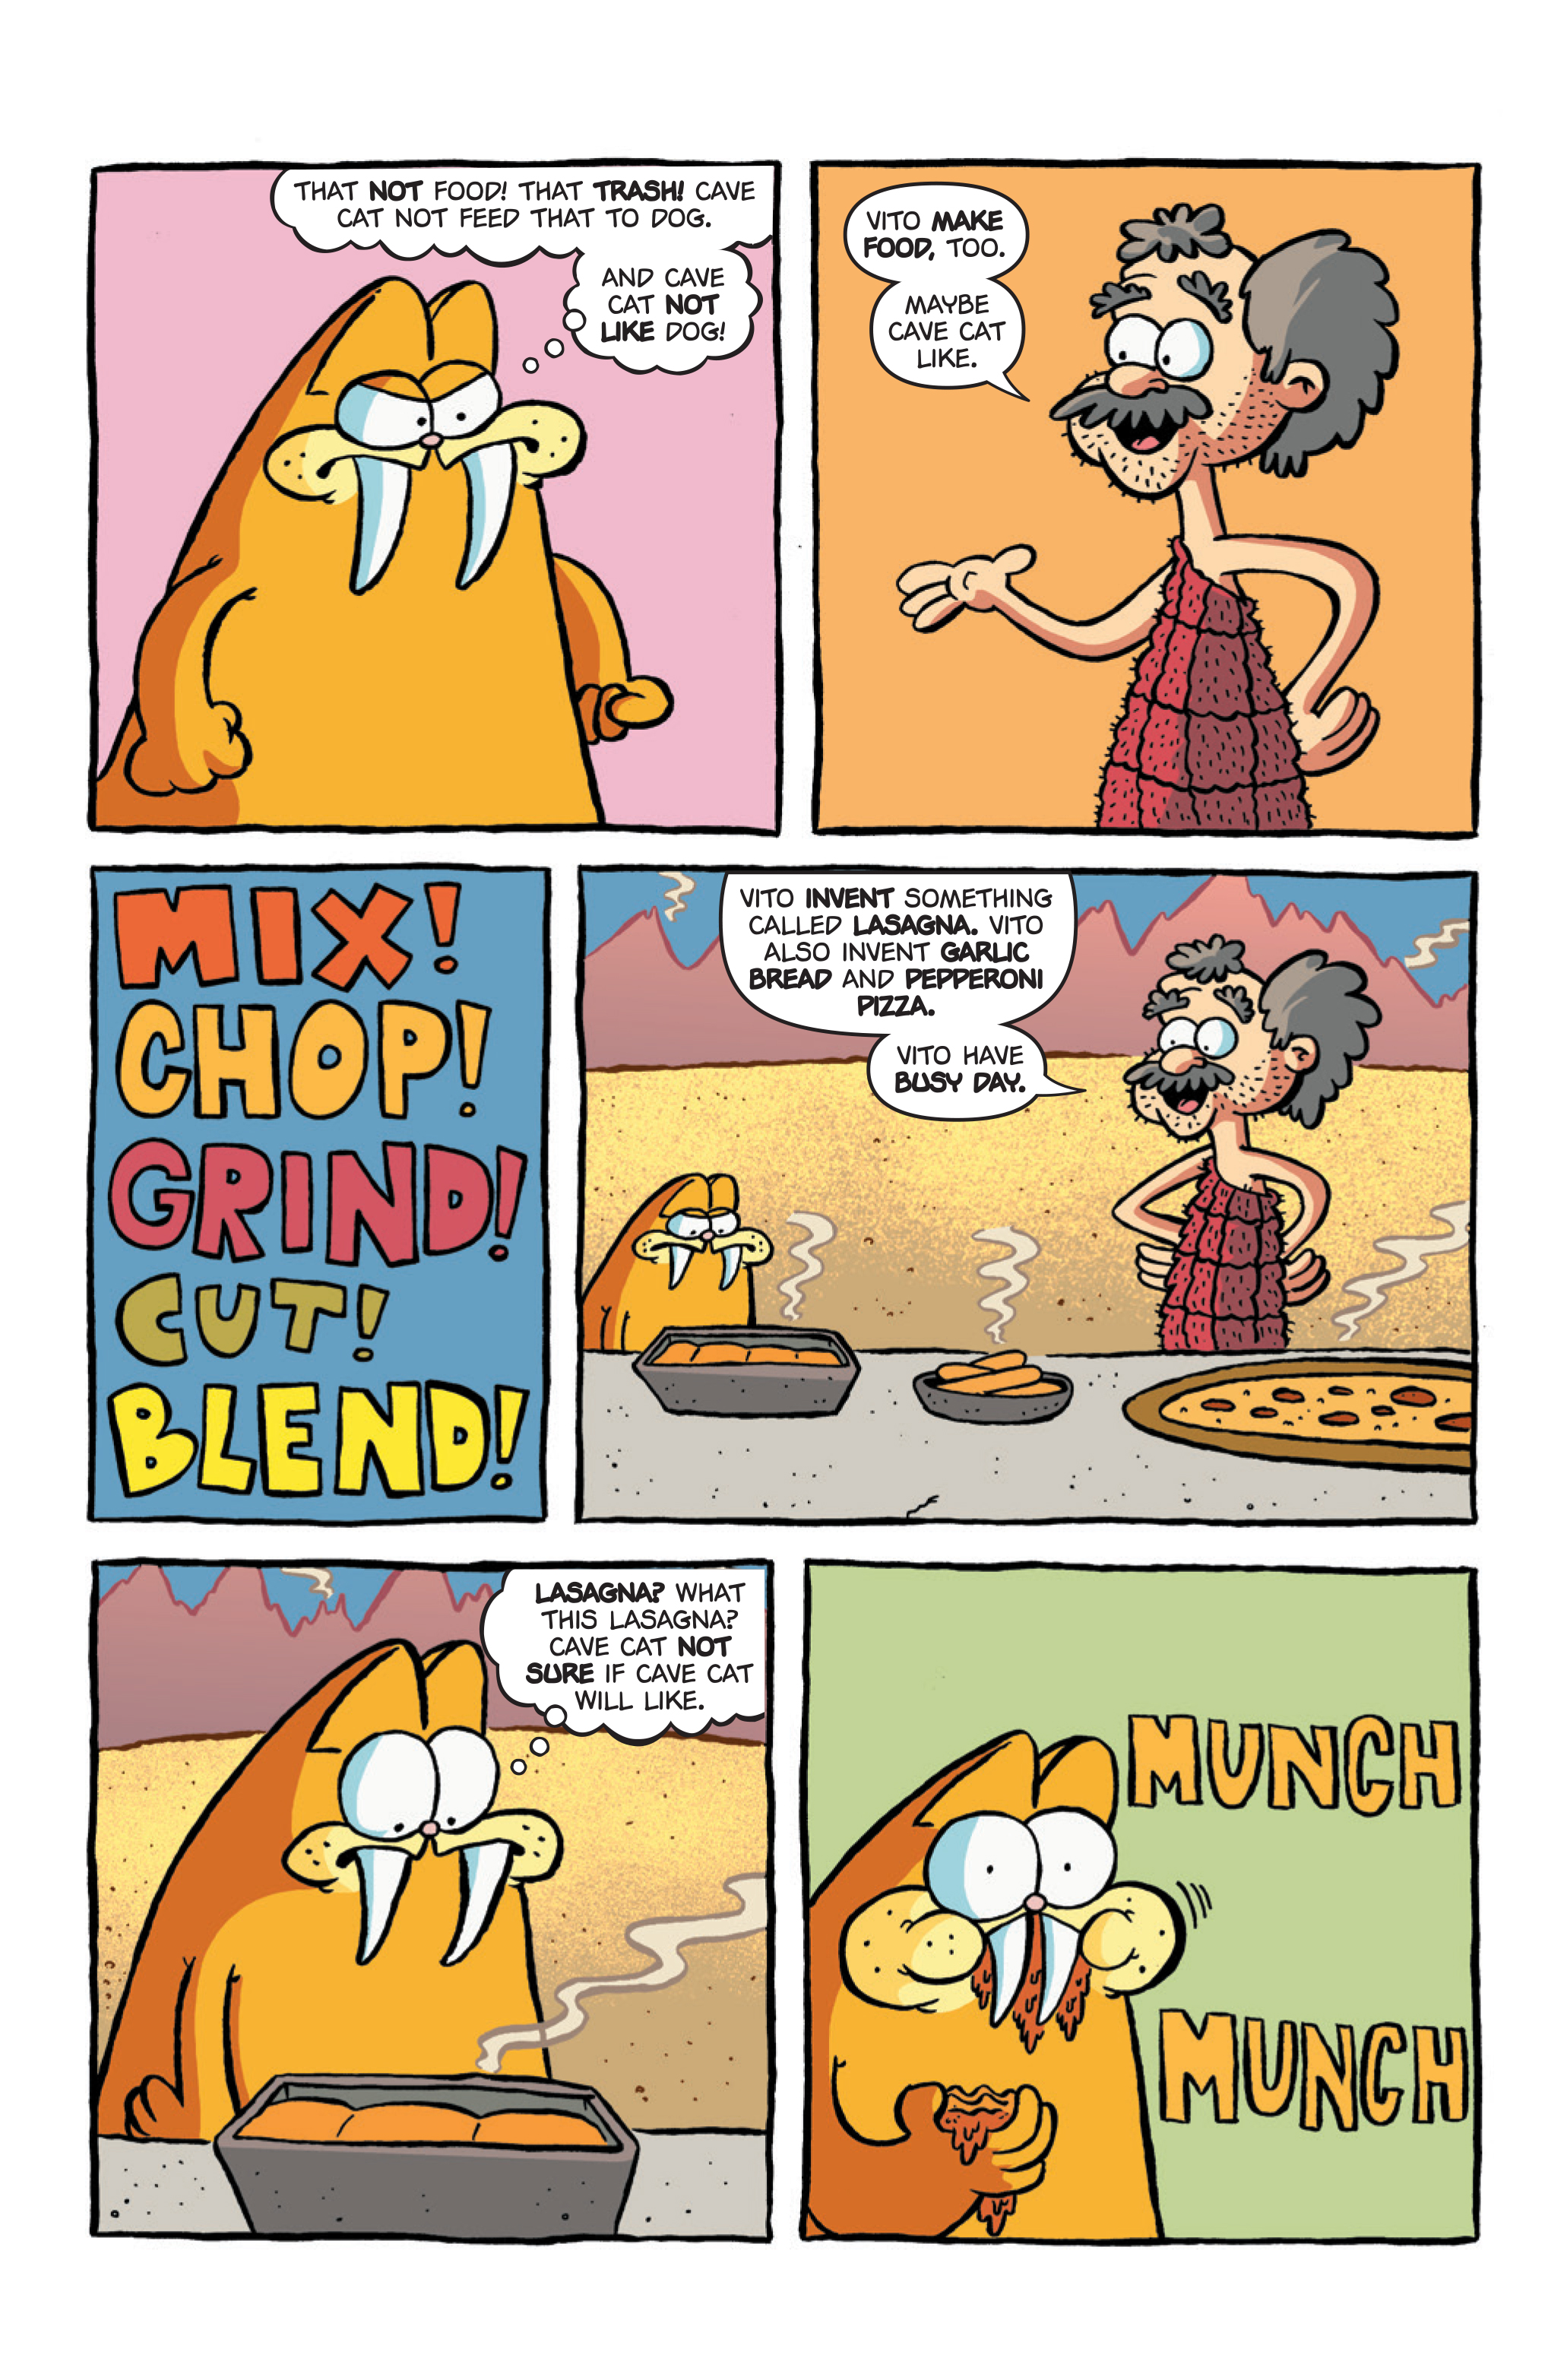 THAT NOT FOOD! THAT TRASH! CAVE
CAT NOT FEED THAT TO DOG.
AND CAVE
CAT NOT
LIKE DOG!
VITO MAKE
FOOD, TOO.
MAYBE
CAVE CAT
LIKE.
MIX!
CHOP!
GRIND!
CUT!
BLEND!
VITO INVENT SOMETHING
CALLED LASAGNA. VITO
ALSO INVENT GARLIC
BREAD AND PEPPERONI
PIZZA.
VITO HAVE
BUSY DAY.
LASAGNA? WHAT
THIS LASAGNA?
CAVE CAT NOT
SURE IF CAVE CAT
WILL LIKE.
MUNCH
MUNCH